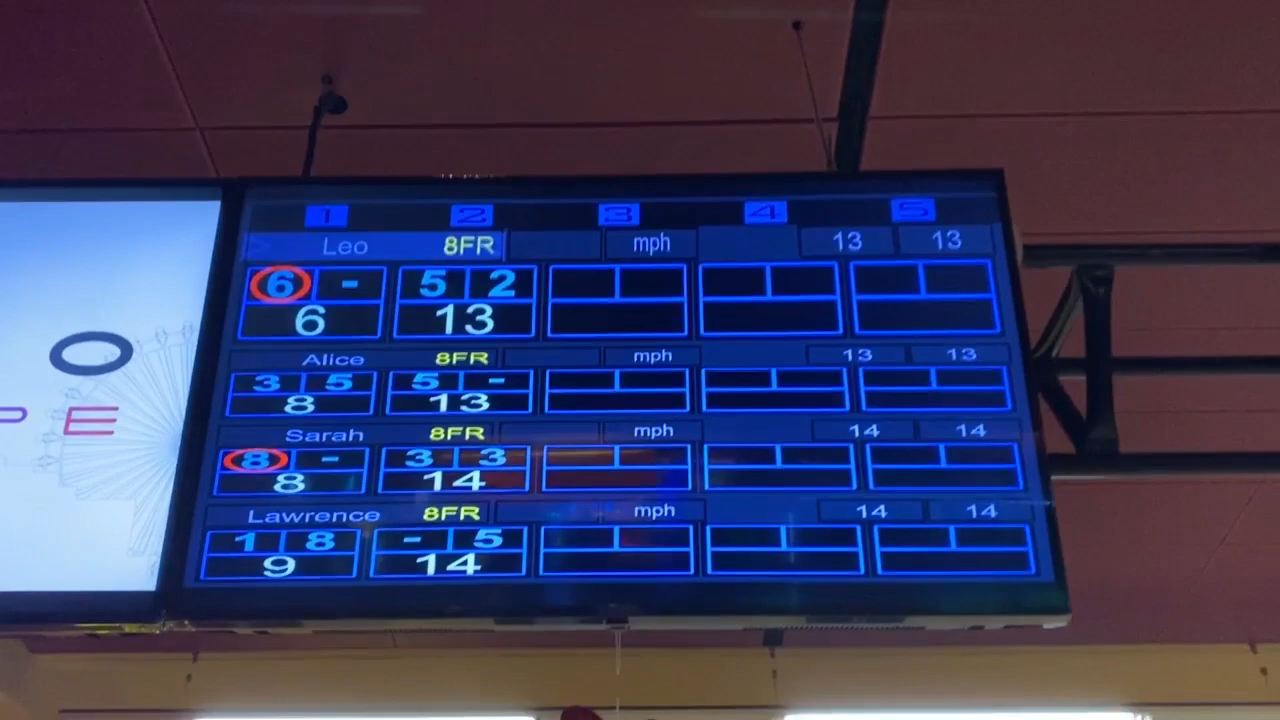 1 2 3 4 5
> Leo 8FR mph 13 13
6 - 5 2
6 13
Alice 8FR mph 13 13
3 5 5 -
8 13
Sarah 8FR mph 14 14
8 - 3 3
8 14
Lawrence 8FR mph 14 14
1 8 - 5
9 14
O
PE